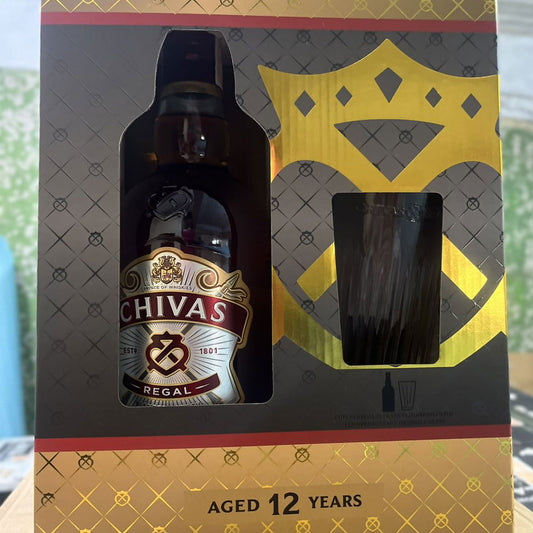 PRINCE OF WHISKIES
CHIVAS
ESTD 1801
REGAL
AGED 12 YEARS